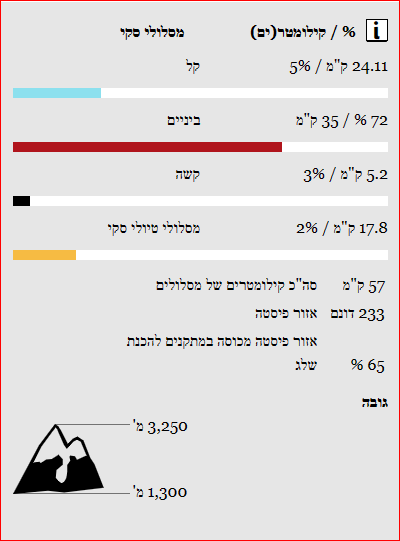 % / קילומטר(ים) מסלולי סקי
24.11 ק"מ / 5% קל
72 % / 35 ק"מ ביניים
5.2 ק"מ / 3% קשה
17.8 ק"מ / 2% מסלולי טיולי סקי
57 ק"מ סה"כ קילומטרים של מסלולים
233 דונם אזור פיסטה
אזור פיסטה מכוסה במתקנים להכנת
65 % שלג
גובה
3,250 מ'
1,300 מ'